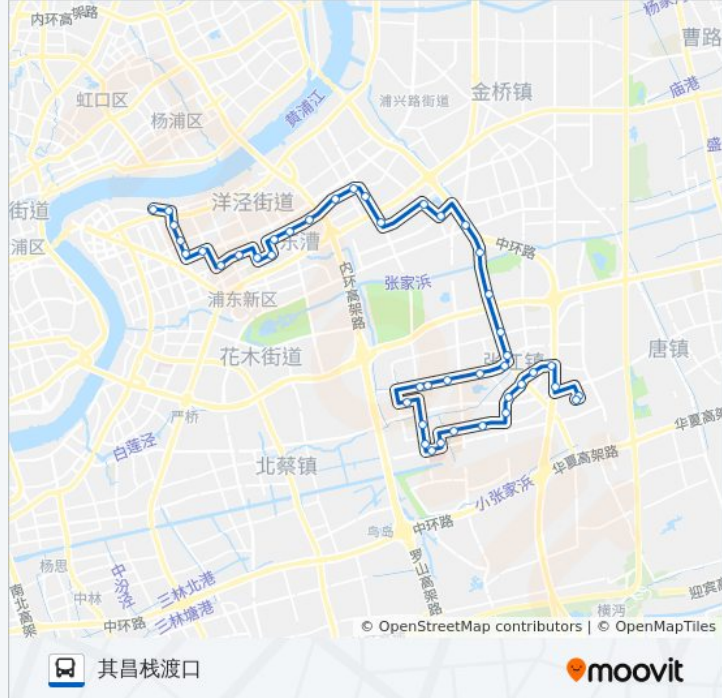 内环高架路
杨
曹路
金桥镇
庙港
虹口区
浦兴路街道
黄浦江
杨浦区
盛
街道
洋泾街道
东漕
浦区
中环路
张家浜
内环高架路
浦东新区
花木街道
张江镇
唐镇
严桥
华夏高架路
白莲泾
北蔡镇
华夏高架路
小张家浜
中环路
鸟岛
罗山高架路
杨思
中汾泾
三林北港
南北高架
中林
迎宾
三林塘港
横沔
中环路
© OpenStreetMap contributors | © OpenMapTiles
其昌栈渡口
moovit